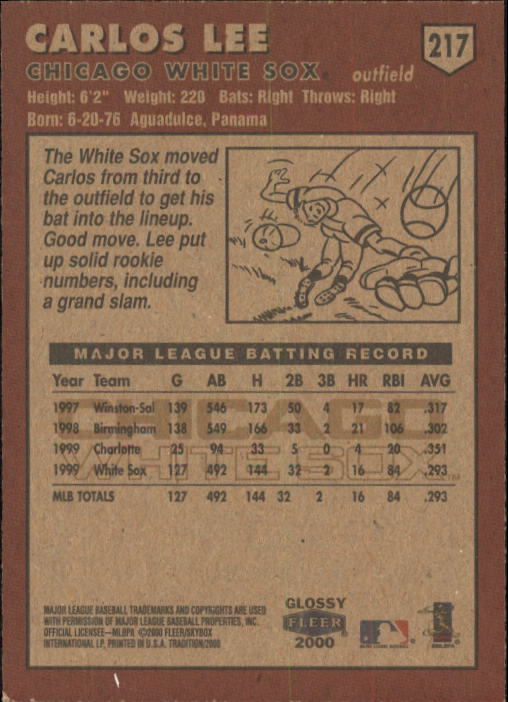 CARLOS LEE
217
CHICAGO WHITE SOX
outfield
Height: 6'2" Weight: 220 Bats: Right Throws: Right
Born: 6-20-76 Aguadulce, Panama
The White Sox moved
Carlos from third to
the outfield to get his
bat into the lineup.
Good move. Lee put
up solid rookie
numbers, including
a grand slam.
MAJOR LEAGUE BATTING RECORD
Year Team G AB H 2B 3B HR RBI AVG
1997 Winston-Sal 139 546 173 50 4 17 82 .317
1998 Birmingham 138 549 166 33 2 21 106 .302
1999 Charlotte 25 94 33 5 0 4 20 .351
1999 White Sox 127 492 144 32 2 16 84 .293
MLB TOTALS 127 492 144 32 2 16 84 .293
CHICAGO
WHITE SOX™
MAJOR LEAGUE BASEBALL TRADEMARKS AND COPYRIGHTS ARE USED
WITH PERMISSION OF MAJOR LEAGUE BASEBALL PROPERTIES, INC.
OFFICIAL LICENSEE—MLBPA ©2000 FLEER/SKYBOX
INTERNATIONAL LP, PRINTED IN U.S.A. TRADITION/2000
GLOSSY
FLEER
2000